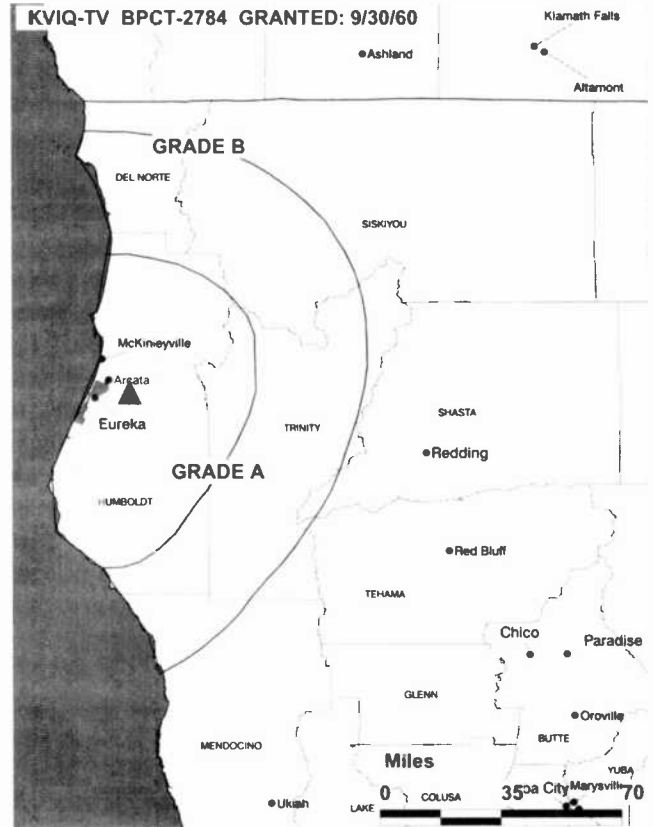 KVIQ-TV BPCT-2784 GRANTED: 9/30/60
Klamath Falls
Ashland
Altamont
GRADE B
DEL NORTE
SISKIYOU
McKinleyville
Arcata
Eureka
SHASTA
TRINITY
Redding
GRADE A
HUMBOLDT
Red Bluff
TEHAMA
Chico
Paradise
GLENN
Oroville
BUTTE
MENDOCINO
Miles
YUBA
0 35 70
ba City
Marysville
Ukiah
LAKE
COLUSA